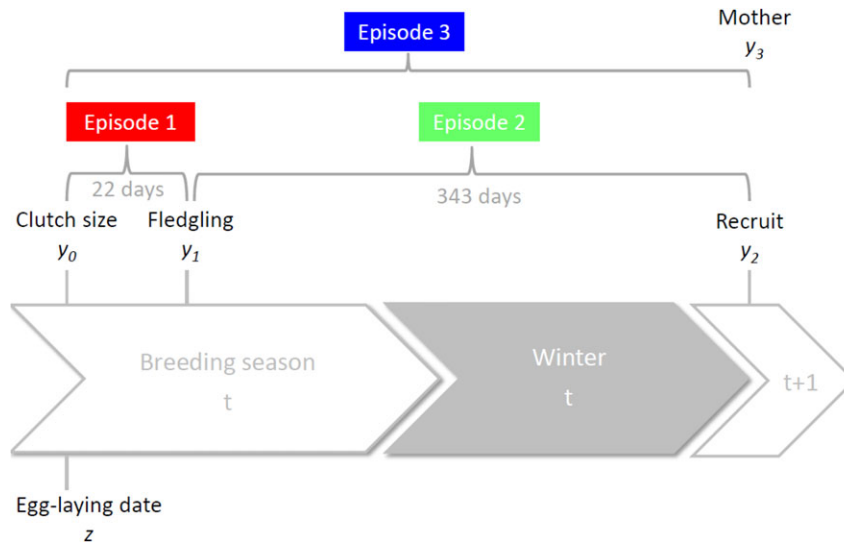 Mother
Episode 3
y3
Episode 1
Episode 2
22 days
343 days
Clutch size
Fledgling
Recruit
y0
y1
y2
Breeding season
t
Winter
t
t+1
Egg-laying date
z